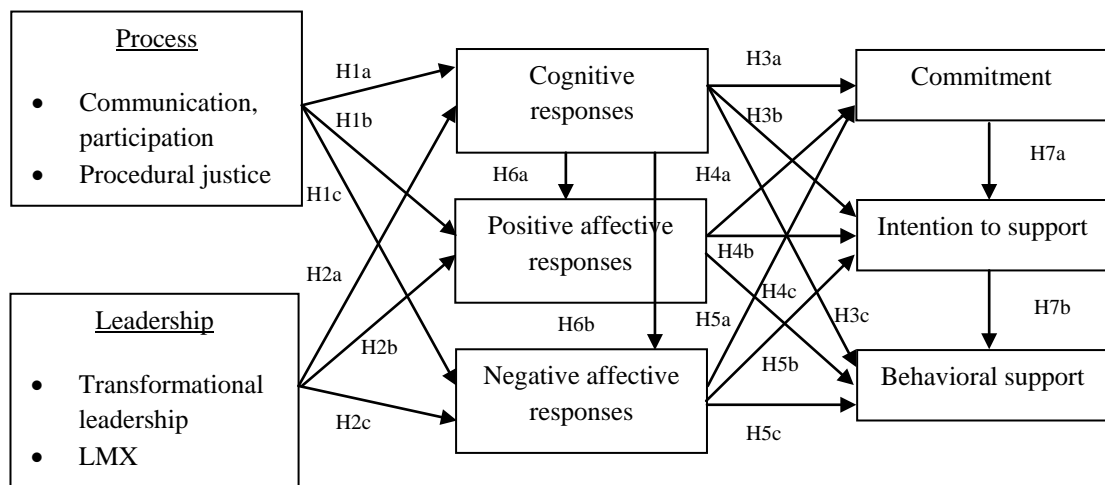 Process
• Communication,
participation
• Procedural justice
Leadership
• Transformational
leadership
• LMX
H1a
H1b
H1c
H2a
H2b
H2c
Cognitive
responses
H6a
Positive affective
responses
H6b
Negative affective
responses
H3a
H3b
H4a
H4b
H4c
H5a
H3c
H5b
H5c
Commitment
H7a
Intention to support
H7b
Behavioral support